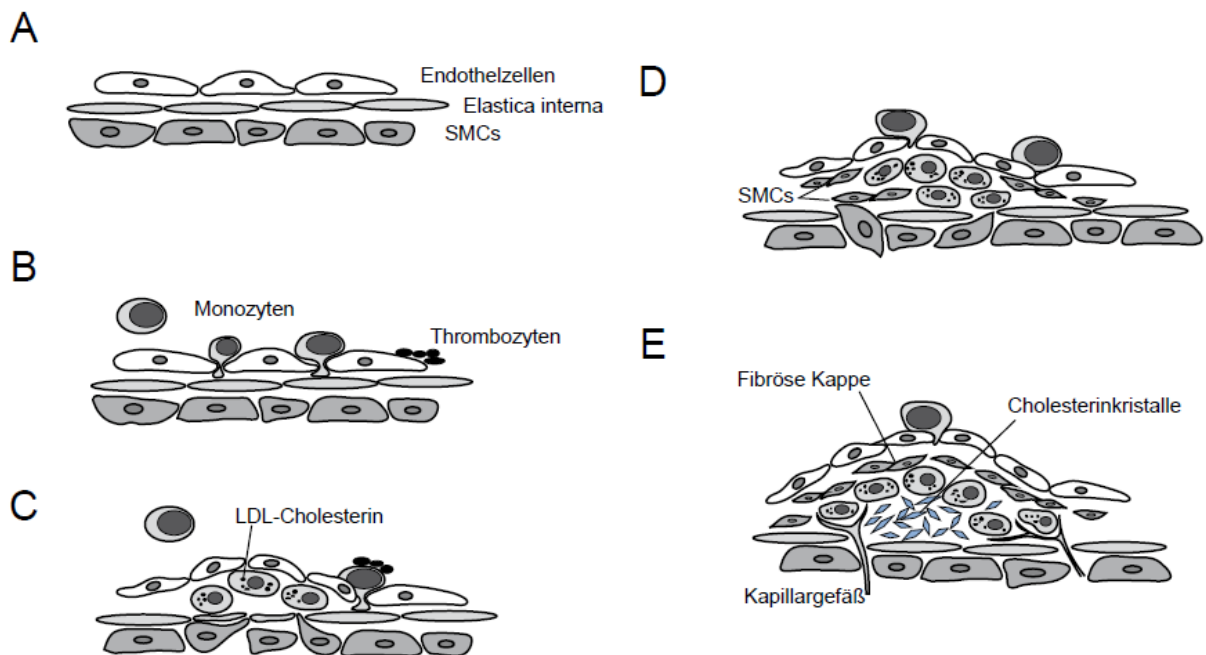 A
Endothelzellen
Elastica interna
SMCs
B
Monozyten
Thrombozyten
C
LDL-Cholesterin
D
SMCs
E
Fibröse Kappe
Cholesterinkristalle
Kapillargefäß